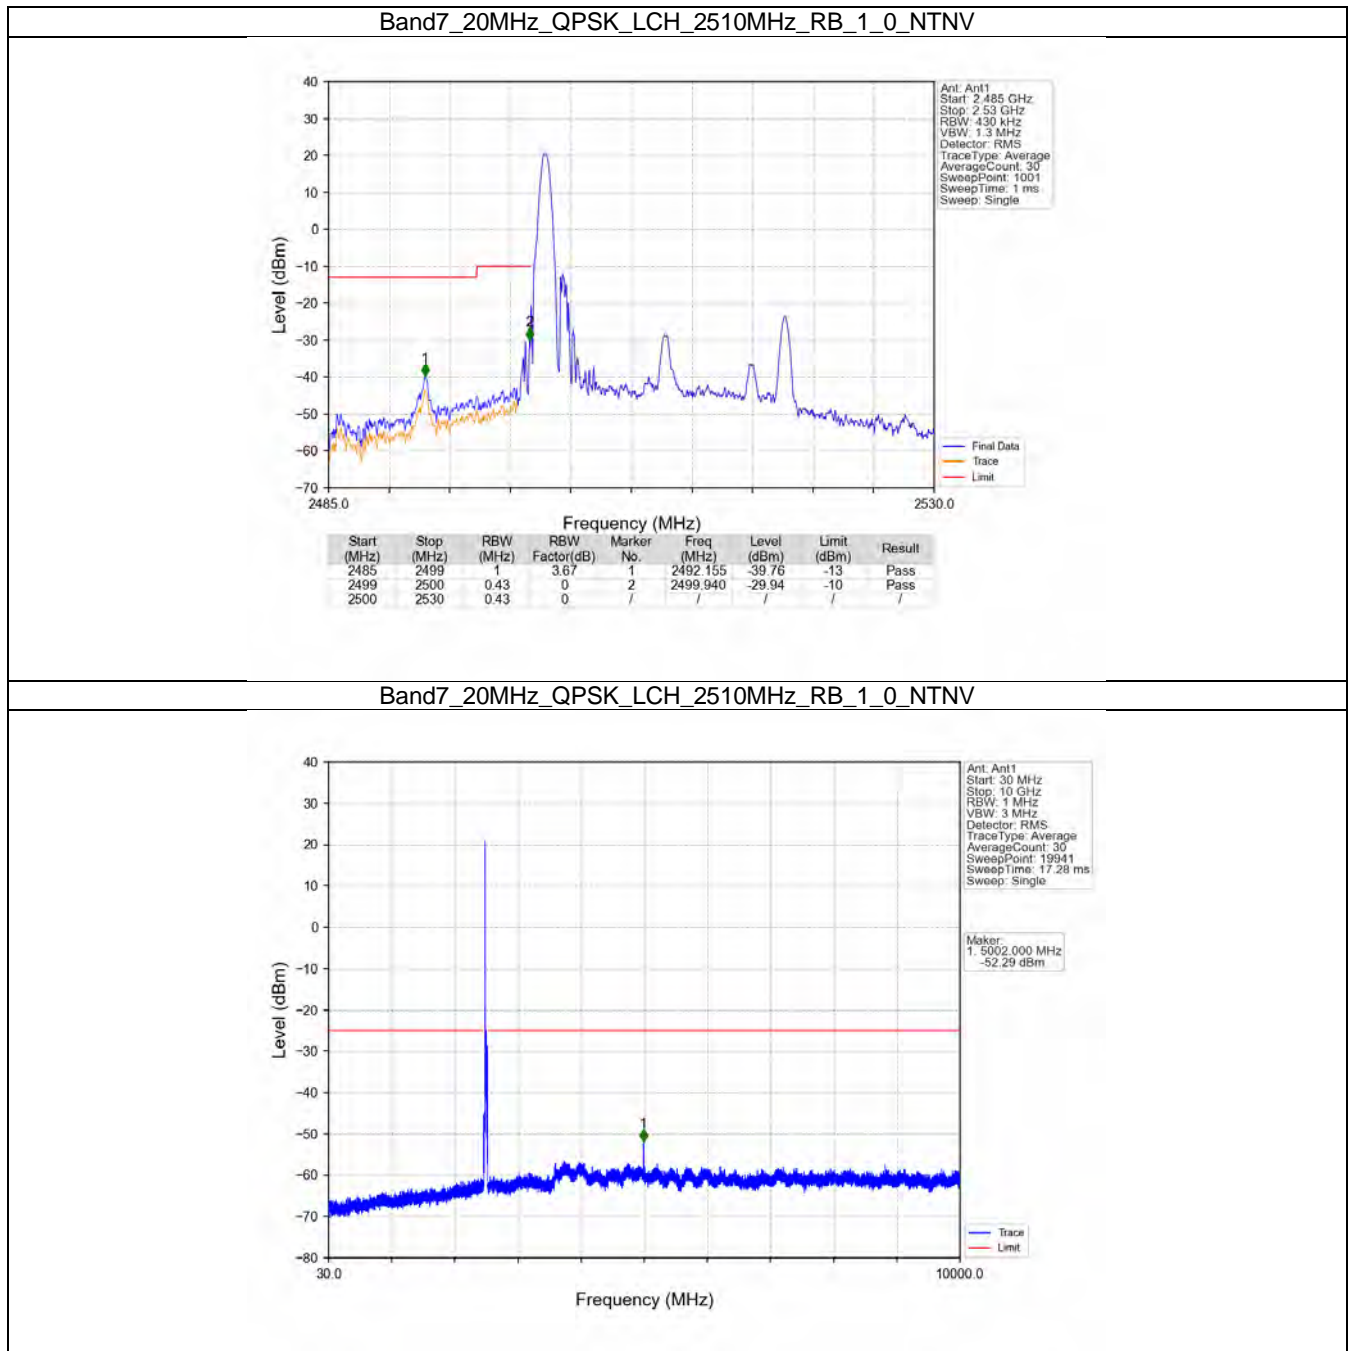 Band7_20MHz_QPSK_LCH_2510MHz_RB_1_0_NTNV
40
30
20
10
0
−10
−20
−30
−40
−50
−60
−70
Level (dBm)
1
2
2485.0
2530.0
Frequency (MHz)
Ant: Ant1
Start: 2.485 GHz
Stop: 2.53 GHz
RBW: 430 kHz
VBW: 1.3 MHz
Detector: RMS
TraceType: Average
AverageCount: 30
SweepPoint: 1001
SweepTime: 1 ms
Sweep: Single
Final Data
Trace
Limit
Start (MHz) Stop (MHz) RBW (MHz) RBW Factor(dB) Marker No. Freq (MHz) Level (dBm) Limit (dBm) Result
2485 2499 1 3.67 1 2492.155 -39.76 -13 Pass
2499 2500 0.43 0 2 2499.940 -29.94 -10 Pass
2500 2530 0.43 0 / / / / /
Band7_20MHz_QPSK_LCH_2510MHz_RB_1_0_NTNV
40
30
20
10
0
−10
−20
−30
−40
−50
−60
−70
−80
Level (dBm)
1
30.0
10000.0
Frequency (MHz)
Ant: Ant1
Start: 30 MHz
Stop: 10 GHz
RBW: 1 MHz
VBW: 3 MHz
Detector: RMS
TraceType: Average
AverageCount: 30
SweepPoint: 19941
SweepTime: 17.28 ms
Sweep: Single
Maker:
1. 5002.000 MHz
-52.29 dBm
Trace
Limit